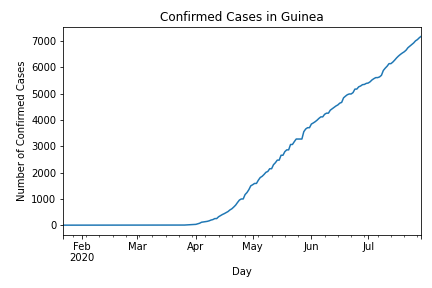 Confirmed Cases in Guinea
Number of Confirmed Cases
7000
6000
5000
4000
3000
2000
1000
0
Feb Mar Apr May Jun Jul
2020
Day